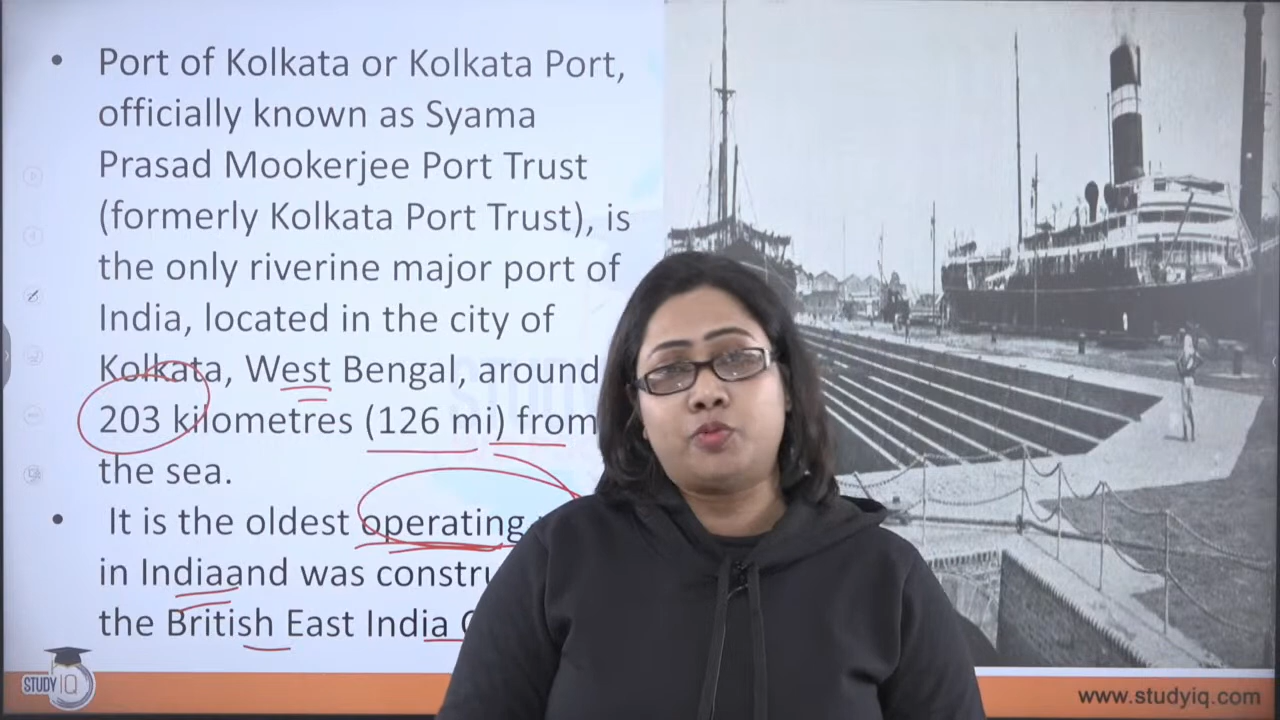 • Port of Kolkata or Kolkata Port,
officially known as Syama
Prasad Mookerjee Port Trust
(formerly Kolkata Port Trust), is
the only riverine major port of
India, located in the city of
Kolkata, West Bengal, around
203 kilometres (126 mi) from
the sea.
• It is the oldest operating
in Indiaand was constru
the British East India
STUDY IQ
www.studyiq.com